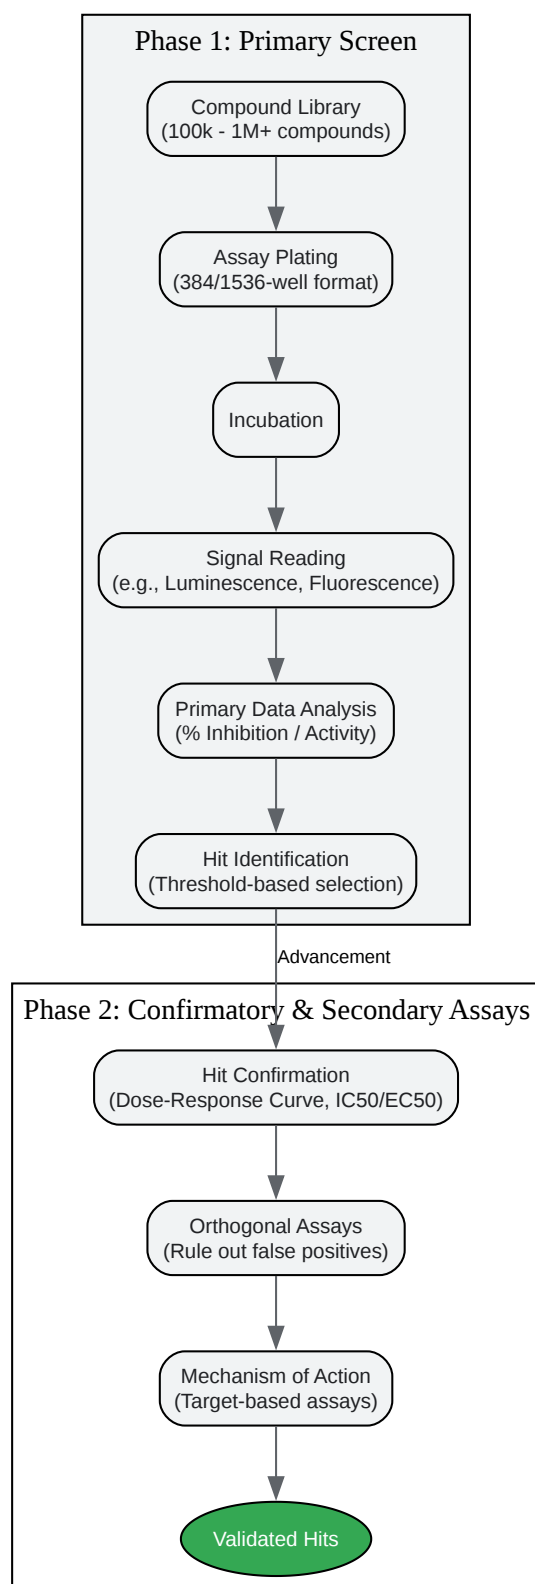 Phase 1: Primary Screen
Compound Library
(100k - 1M+ compounds)
Assay Plating
(384/1536-well format)
Incubation
Signal Reading
(e.g., Luminescence, Fluorescence)
Primary Data Analysis
(% Inhibition / Activity)
Hit Identification
(Threshold-based selection)
Advancement
Phase 2: Confirmatory & Secondary Assays
Hit Confirmation
(Dose-Response Curve, IC50/EC50)
Orthogonal Assays
(Rule out false positives)
Mechanism of Action
(Target-based assays)
Validated Hits